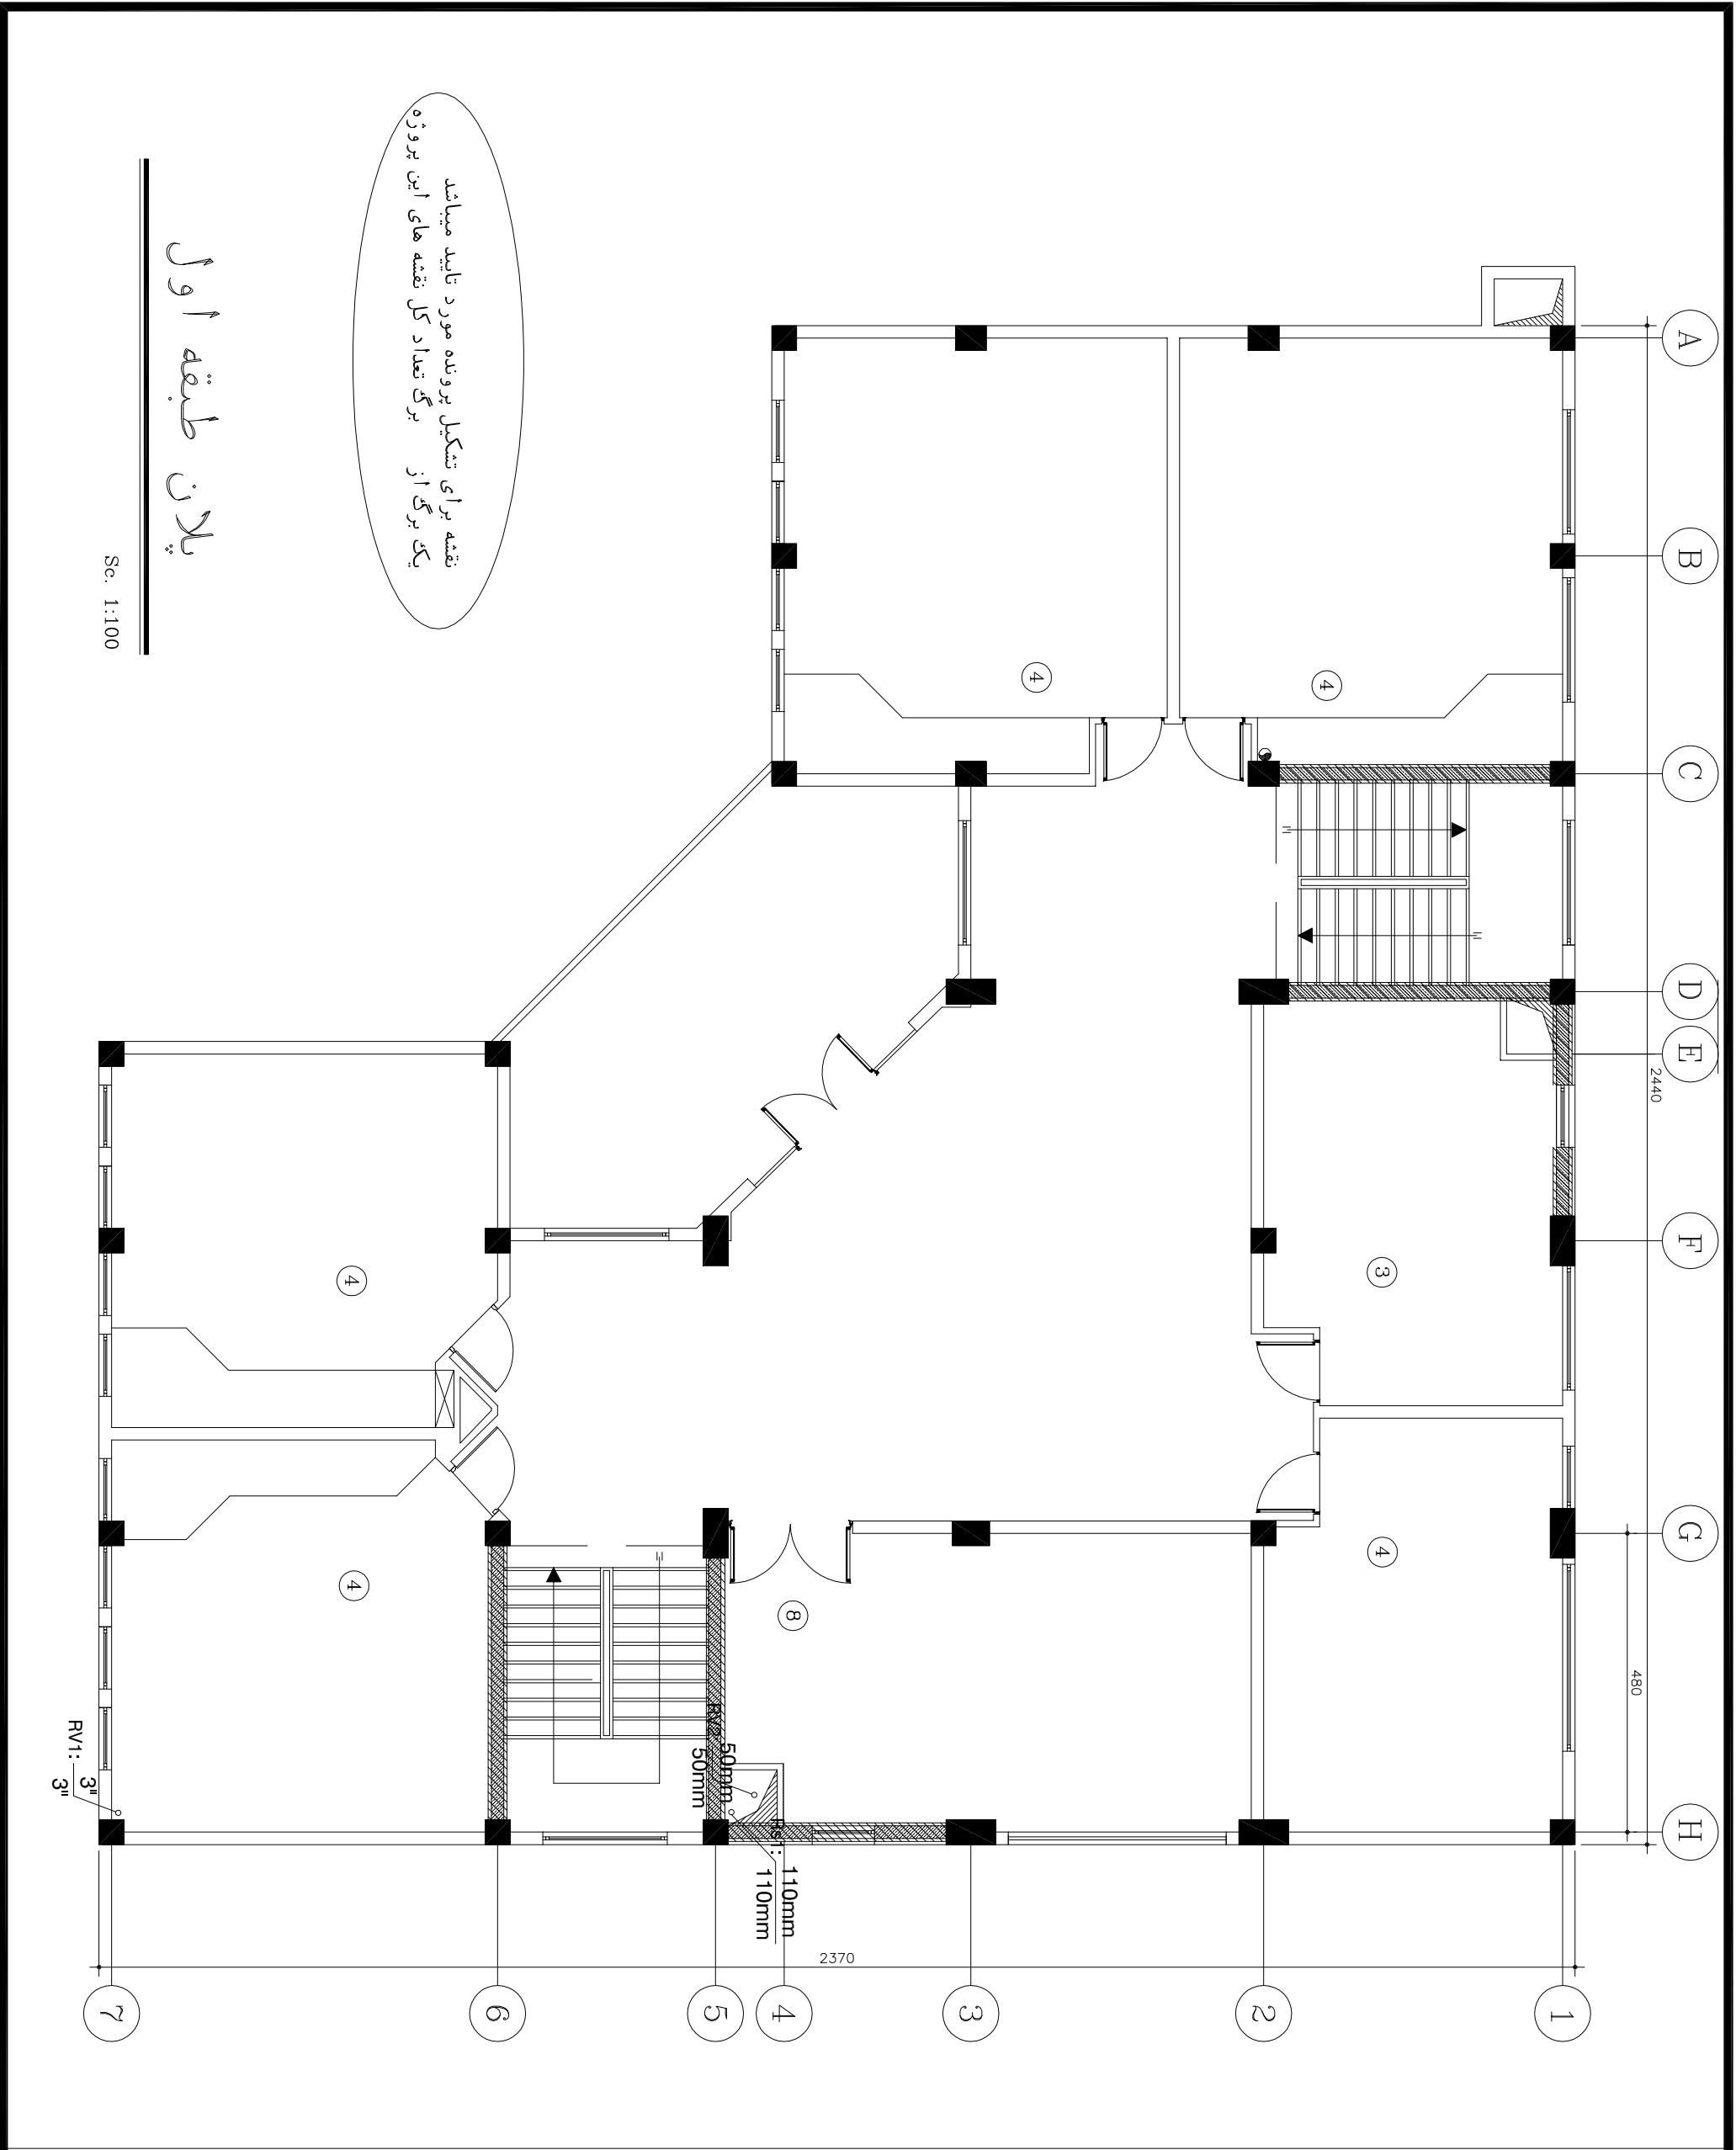 A
B
C
D
E
F
G
H
2440
480
4
4
3
4
4
4
8
RV2: 50mm
50mm
Rs1: 110mm
110mm
RV1: 3"
3"
2370
1
2
3
4
5
6
7
نقشه برای تشکیل پرونده مورد تایید میباشد
یک برگ از برگ تعداد کل نقشه های این پروژه
پلان طبقه اول
Sc. 1:100